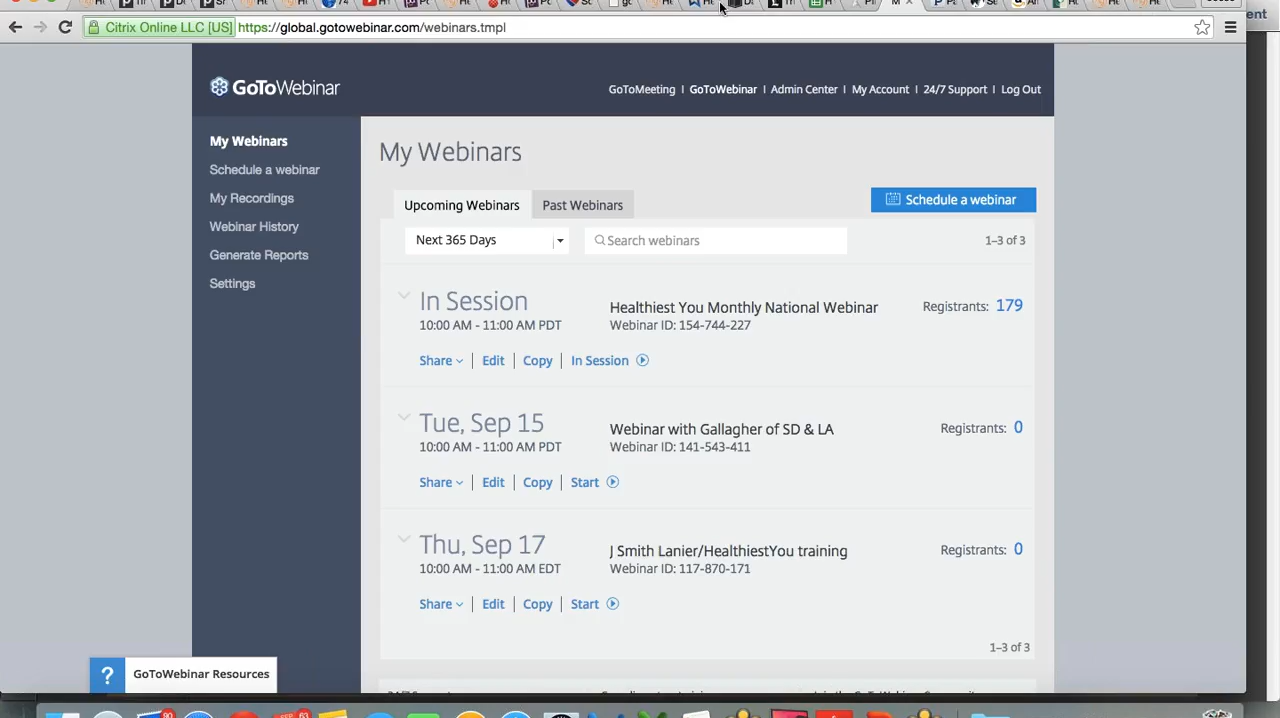 Citrix Online LLC [US] https://global.gotowebinar.com/webinars.tmpl
GoToWebinar
GoToMeeting | GoToWebinar | Admin Center | My Account | 24/7 Support | Log Out
My Webinars
Schedule a webinar
My Recordings
Webinar History
Generate Reports
Settings
My Webinars
Upcoming Webinars Past Webinars
Schedule a webinar
Next 365 Days Search webinars 1–3 of 3
In Session Healthiest You Monthly National Webinar Registrants: 179
10:00 AM - 11:00 AM PDT Webinar ID: 154-744-227
Share | Edit | Copy | In Session
Tue, Sep 15 Webinar with Gallagher of SD & LA Registrants: 0
10:00 AM - 11:00 AM PDT Webinar ID: 141-543-411
Share | Edit | Copy | Start
Thu, Sep 17 J Smith Lanier/HealthiestYou training Registrants: 0
10:00 AM - 11:00 AM EDT Webinar ID: 117-870-171
Share | Edit | Copy | Start
1–3 of 3
? GoToWebinar Resources